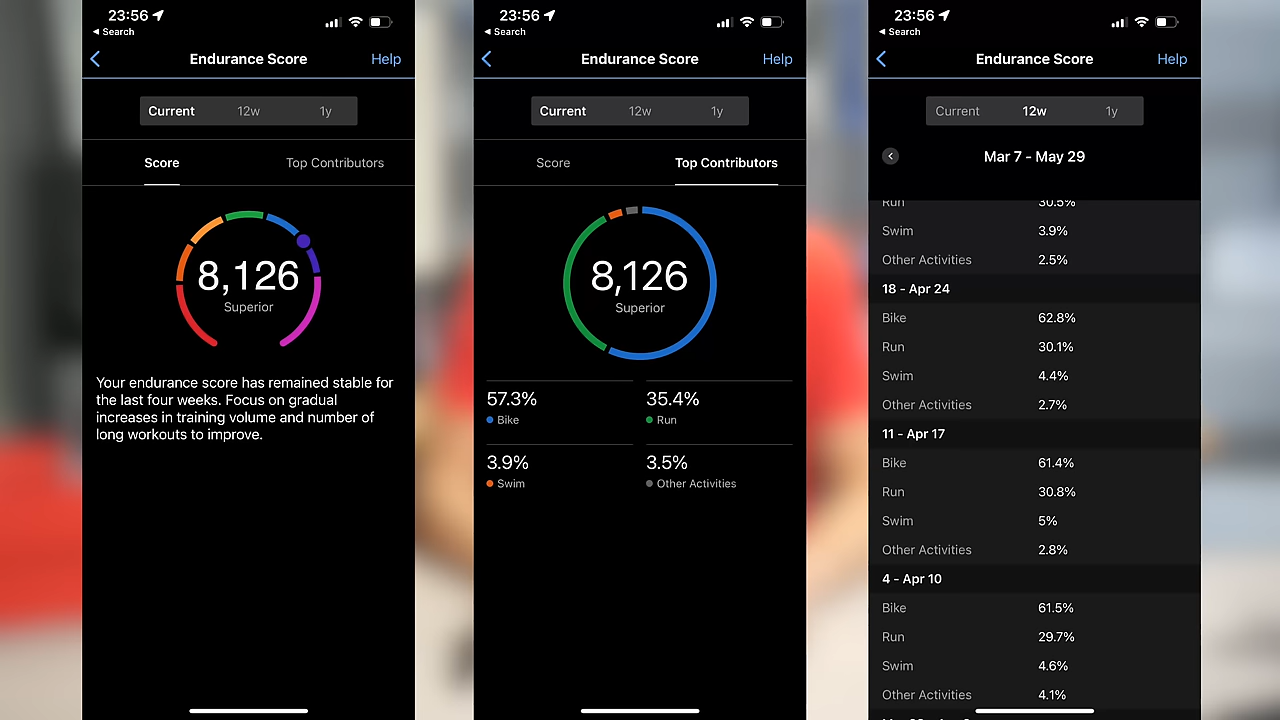 23:56
◂ Search
Endurance Score
Help
Current
12w
1y
Score
Top Contributors
8,126
Superior
Your endurance score has remained stable for
the last four weeks. Focus on gradual
increases in training volume and number of
long workouts to improve.
23:56
◂ Search
Endurance Score
Help
Current
12w
1y
Score
Top Contributors
8,126
Superior
57.3%
Bike
35.4%
Run
3.9%
Swim
3.5%
Other Activities
23:56
◂ Search
Endurance Score
Help
Current
12w
1y
Mar 7 - May 29
Run 30.5%
Swim 3.9%
Other Activities 2.5%
18 - Apr 24
Bike 62.8%
Run 30.1%
Swim 4.4%
Other Activities 2.7%
11 - Apr 17
Bike 61.4%
Run 30.8%
Swim 5%
Other Activities 2.8%
4 - Apr 10
Bike 61.5%
Run 29.7%
Swim 4.6%
Other Activities 4.1%